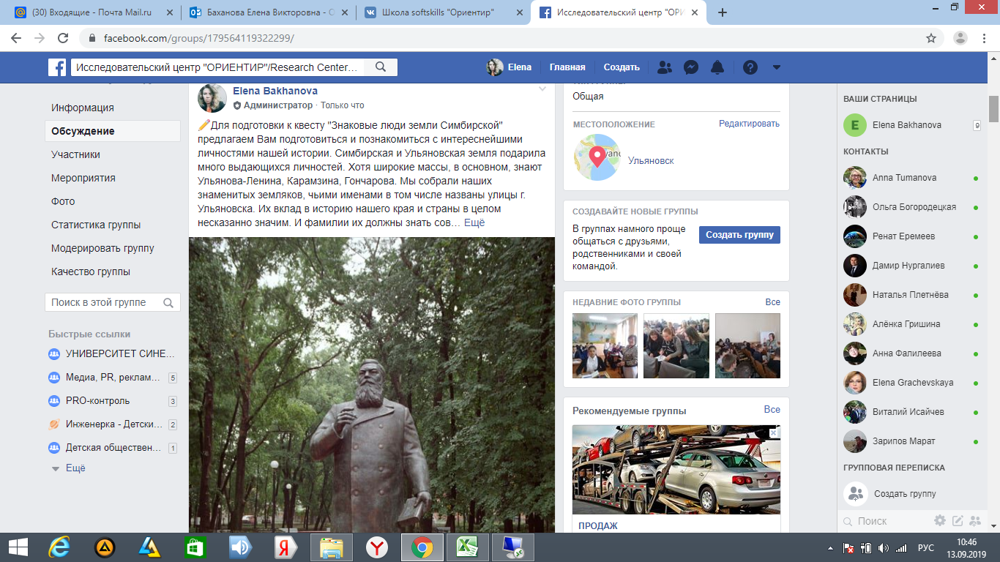 (30) Входящие - Почта Mail.ru
Баханова Елена Викторовна - О
Школа softskills "Ориентир"
Исследовательский центр "ОРИ
facebook.com/groups/179564119322299/
Исследовательский центр "ОРИЕНТИР"/Research Center…
Elena
Главная
Создать
Информация
Обсуждение
Участники
Мероприятия
Фото
Статистика группы
Модерировать группу
Качество группы
Поиск в этой группе
Быстрые ссылки
УНИВЕРСИТЕТ СИНЕ…
Медиа, PR, реклам… 5
PRO-контроль 3
Инженерка - Детски… 2
Детская обществен… 1
Ещё
Elena Bakhanova
Администратор · Только что
Для подготовки к квесту "Знаковые люди земли Симбирской"
предлагаем Вам подготовиться и познакомиться с интереснейшими
личностями нашей истории. Симбирская и Ульяновская земля подарила
много выдающихся личностей. Хотя широкие массы, в основном, знают
Ульянова-Ленина, Карамзина, Гончарова. Мы собрали наших
знаменитых земляков, чьими именами в том числе названы улицы г.
Ульяновска. Их вклад в историю нашего края и страны в целом
несказанно значим. И фамилии их должны знать сов… Ещё
Общая
МЕСТОПОЛОЖЕНИЕ
Редактировать
Ульяновск
СОЗДАВАЙТЕ НОВЫЕ ГРУППЫ
В группах намного проще
общаться с друзьями,
родственниками и своей
командой.
Создать группу
НЕДАВНИЕ ФОТО ГРУППЫ
Все
Рекомендуемые группы
Все
ПРОДАЖ
ВАШИ СТРАНИЦЫ
E
Elena Bakhanova 9
КОНТАКТЫ
Anna Tumanova
Ольга Богородецкая
Ренат Еремеев
Дамир Нургалиев
Наталья Плетнёва
Алёнка Гришина
Анна Фалилеева
Elena Grachevskaya
Виталий Исайчев
Зарипов Марат
ГРУППОВАЯ ПЕРЕПИСКА
Создать группу
Поиск
РУС
10:46
13.09.2019